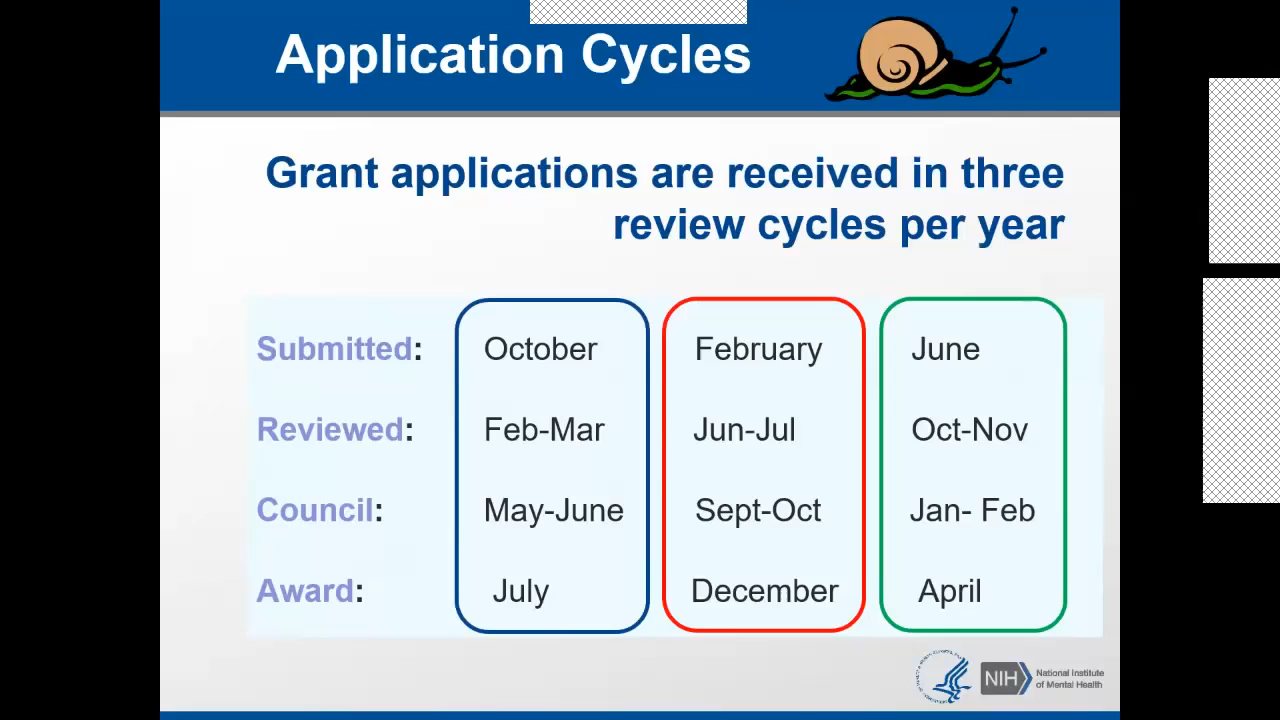 Application Cycles
Grant applications are received in three
review cycles per year
Submitted: October February June
Reviewed: Feb-Mar Jun-Jul Oct-Nov
Council: May-June Sept-Oct Jan- Feb
Award: July December April
NIH National Institute
of Mental Health